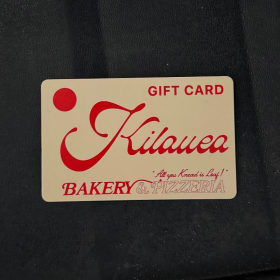 GIFT CARD
Kilauea
"All you Knead is Loaf!"
BAKERY & PIZZERIA